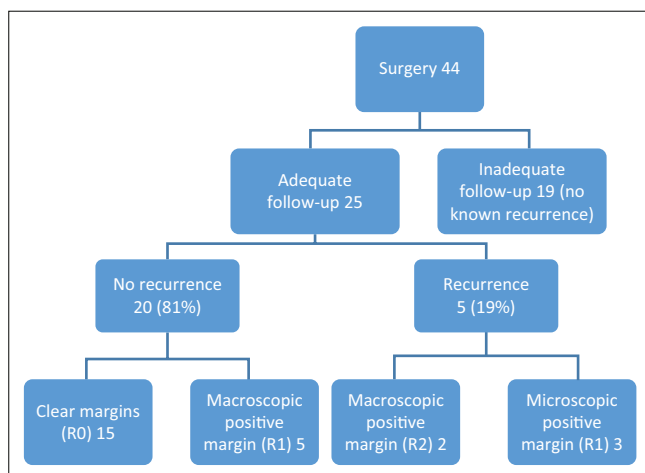 Surgery 44
Adequate
follow-up 25
Inadequate
follow-up 19 (no
known recurrence)
No recurrence
20 (81%)
Recurrence
5 (19%)
Clear margins
(R0) 15
Macroscopic
positive
margin (R1) 5
Macroscopic
positive
margin (R2) 2
Microscopic
positive
margin (R1) 3